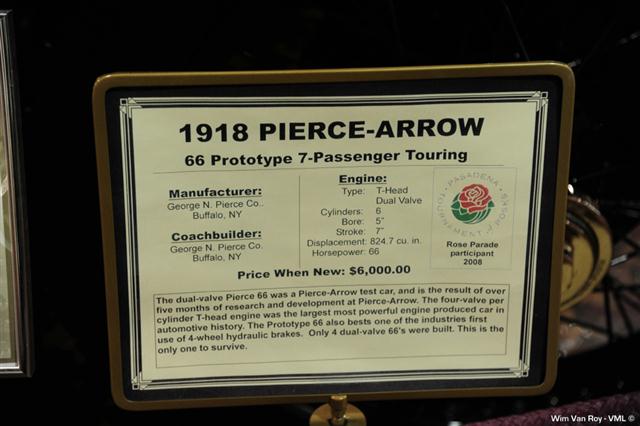 1918 PIERCE-ARROW
66 Prototype 7-Passenger Touring
Manufacturer:
George N. Pierce Co..
Buffalo, NY
Coachbuilder:
George N. Pierce Co.
Buffalo, NY
Engine:
Type: T-Head
Dual Valve
Cylinders: 6
Bore: 5"
Stroke: 7"
Displacement: 824.7 cu. in.
Horsepower: 66
PASADENA
TOURNAMENT OF ROSES
Rose Parade
participant
2008
Price When New: $6,000.00
The dual-valve Pierce 66 was a Pierce-Arrow test car, and is the result of over
five months of research and development at Pierce-Arrow. The four-valve per
cylinder T-head engine was the largest most powerful engine produced car in
automotive history. The Prototype 66 also bests one of the industries first
use of 4-wheel hydraulic brakes. Only 4 dual-valve 66's were built. This is the
only one to survive.
Wim Van Roy - VML ©